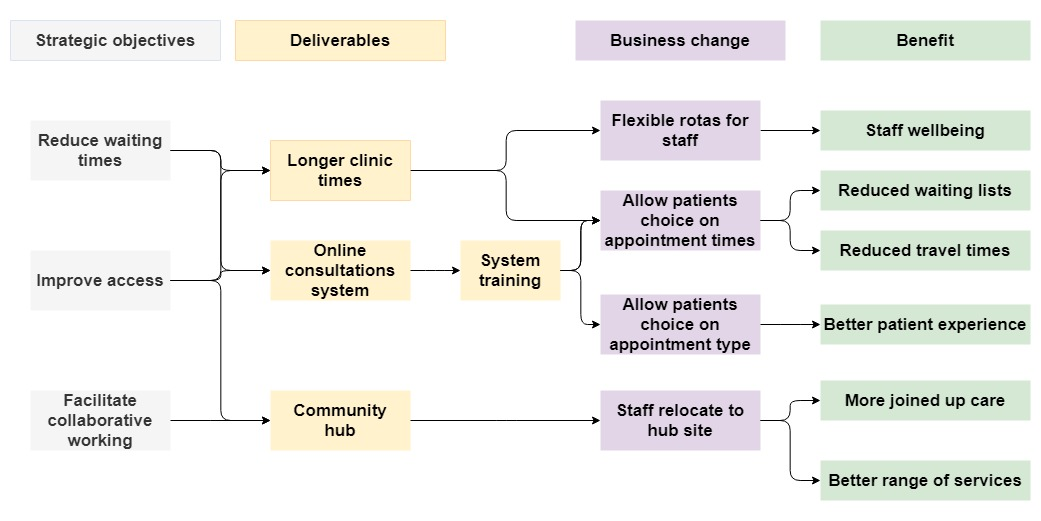 Strategic objectives
Deliverables
Business change
Benefit
Reduce waiting
times
Longer clinic
times
Flexible rotas for
staff
Staff wellbeing
Allow patients
choice on
appointment times
Reduced waiting lists
Reduced travel times
Improve access
Online
consultations
system
System
training
Allow patients
choice on
appointment type
Better patient experience
Facilitate
collaborative
working
Community
hub
Staff relocate to
hub site
More joined up care
Better range of services